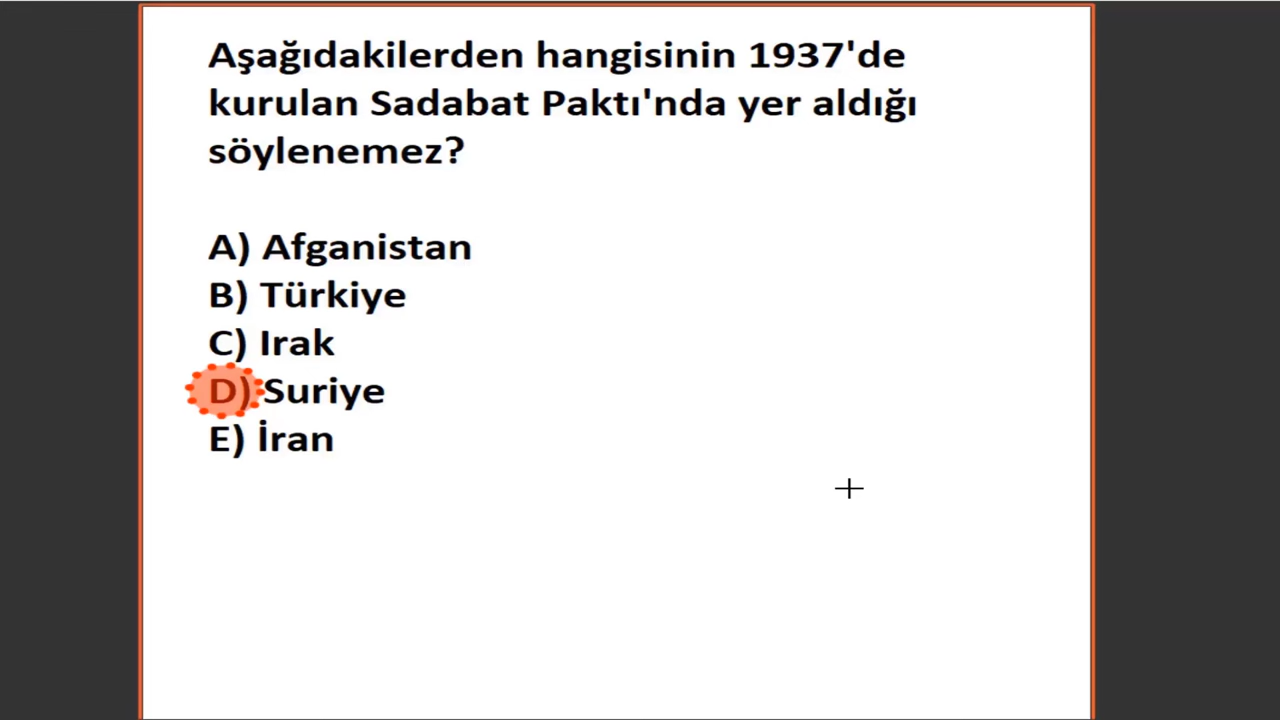 Aşağıdakilerden hangisinin 1937'de
kurulan Sadabat Paktı'nda yer aldığı
söylenemez?
A) Afganistan
B) Türkiye
C) Irak
D) Suriye
E) İran